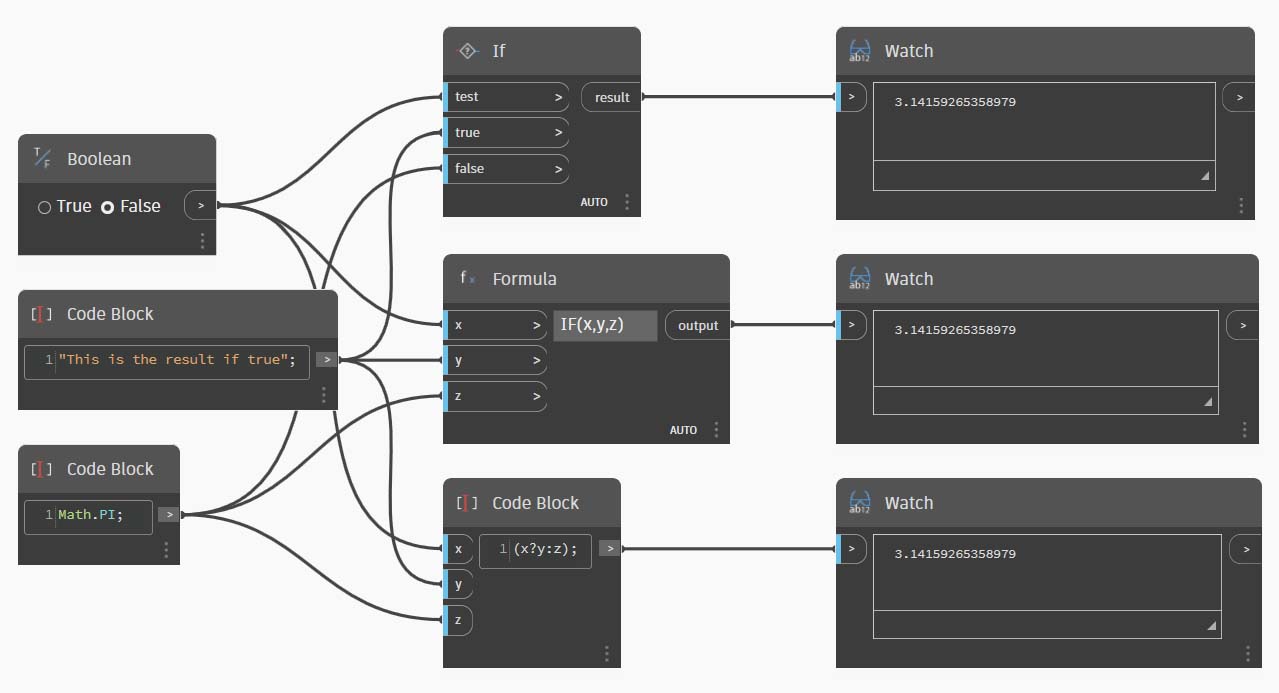 Boolean
True False >
Code Block
1 "This is the result if true"; >
Code Block
1 Math.PI; >
If
test > result
true >
false >
AUTO
Formula
x > IF(x,y,z) output
y >
z >
AUTO
Code Block
x 1 (x?y:z); >
y
z
Watch
> 3.14159265358979 >
Watch
> 3.14159265358979 >
Watch
> 3.14159265358979 >